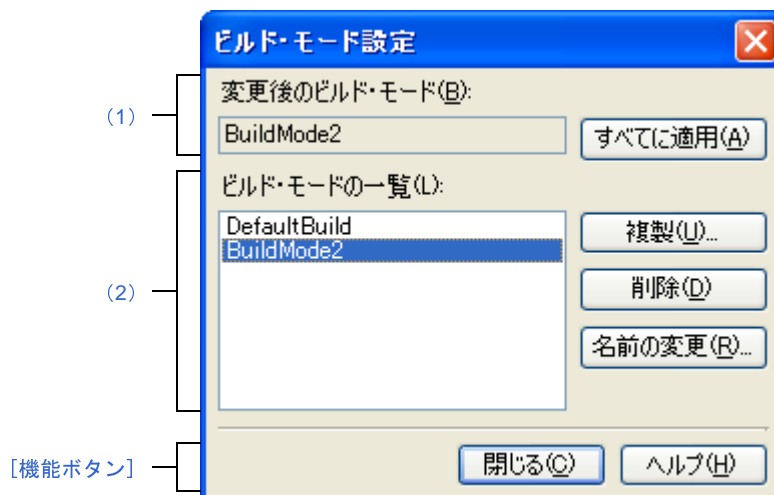 ビルド・モード設定
(1)
変更後のビルド・モード(B):
BuildMode2
すべてに適用(A)
(2)
ビルド・モードの一覧(L):
DefaultBuild
BuildMode2
複製(U)...
削除(D)
名前の変更(R)...
[機能ボタン]
閉じる(C)
ヘルプ(H)